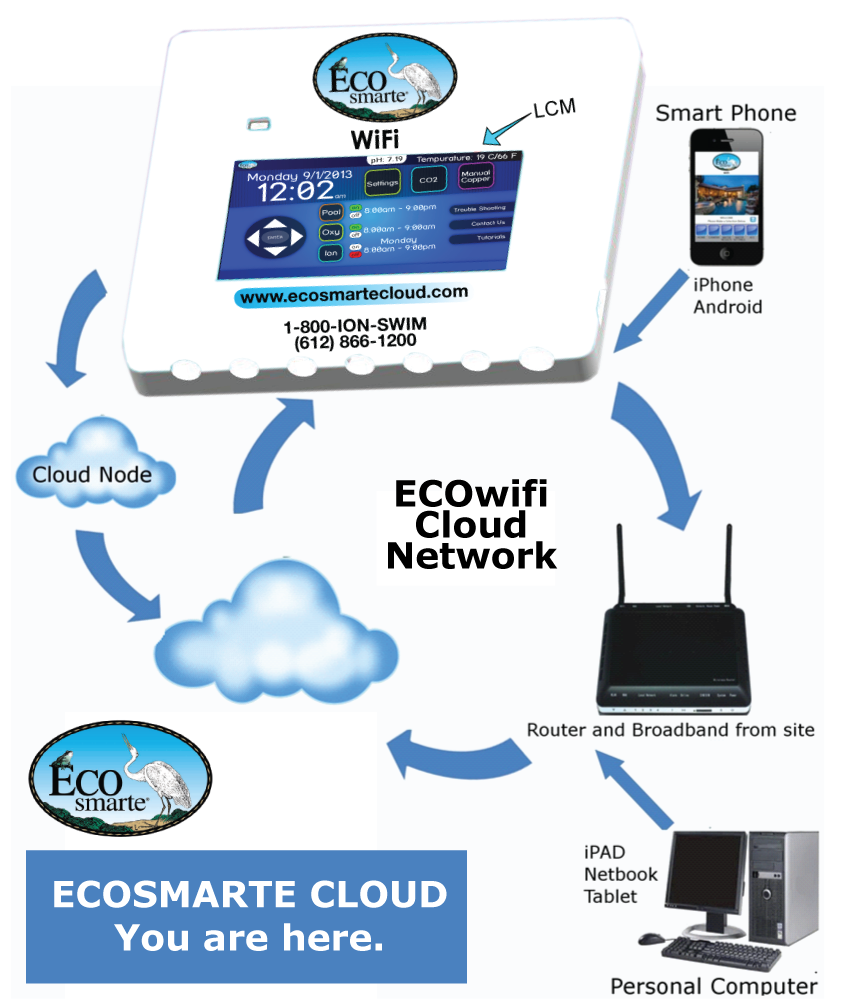 ECO
smarte®
WiFi
LCM
pH: 7.19 Tempurature: 19 C/66 F
Monday 9/1/2013
12:02 am
Settings
CO2
Manual
Copper
Pool on off 8:00am - 9:00pm
Oxy on off 8:00am - 9:00am
Monday
Ion on off 8:00am - 9:00pm
ENTER
Trouble Shooting
Contact Us
Tutorials
www.ecosmartecloud.com
1-800-ION-SWIM
(612) 866-1200
Smart Phone
iPhone
Android
Cloud Node
ECOwifi
Cloud
Network
Router and Broadband from site
ECO
smarte®
iPAD
Netbook
Tablet
Personal Computer
ECOSMARTE CLOUD
You are here.